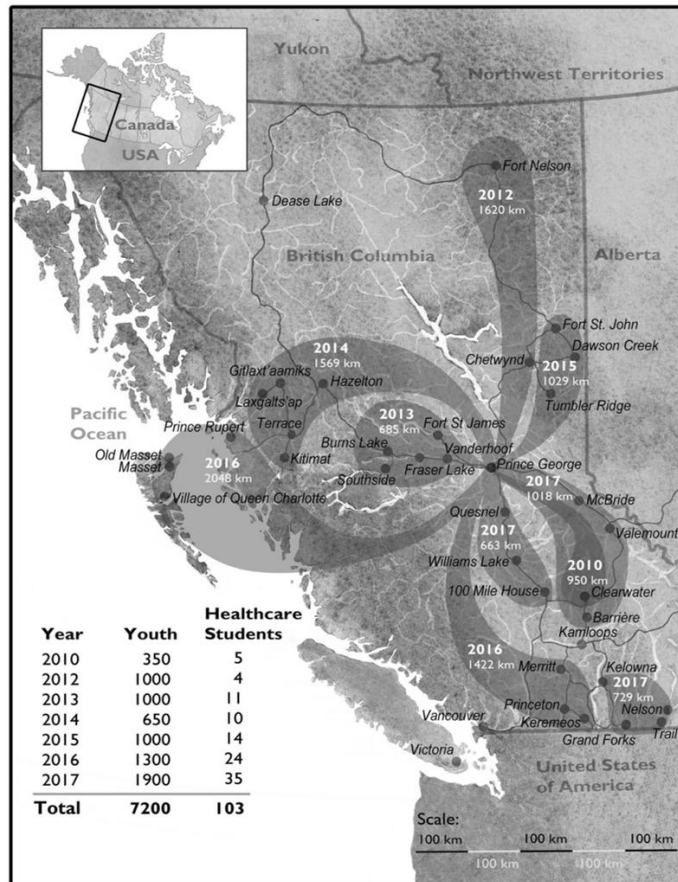 Yukon
Northwest Territories
Canada
USA
Fort Nelson
2012
1620 km
Dease Lake
British Columbia
Alberta
Fort St. John
Dawson Creek
2014
1569 km
Chetwynd
2015
1029 km
Gitlaxt'aamiks
Hazelton
Laxgalts'ap
Tumbler Ridge
2013
685 km
Pacific
Ocean
Prince Rupert
Terrace
Fort St James
Burns Lake
Vanderhoof
Old Masset
Masset
2016
2048 km
Kitimat
Southside
Fraser Lake
Prince George
2017
1018 km
Village of Queen Charlotte
McBride
Quesnel
2017
663 km
Valemount
Williams Lake
2010
950 km
100 Mile House
Clearwater
Barrière
Kamloops
2016
1422 km
Merritt
Kelowna
2017
729 km
Princeton
Nelson
Vancouver
Keremeos
Trail
Grand Forks
Victoria
United States
of America
Healthcare
Year Youth Students
2010 350 5
2012 1000 4
2013 1000 11
2014 650 10
2015 1000 14
2016 1300 24
2017 1900 35
Total 7200 103
Scale:
100 km 100 km 100 km
100 km 100 km